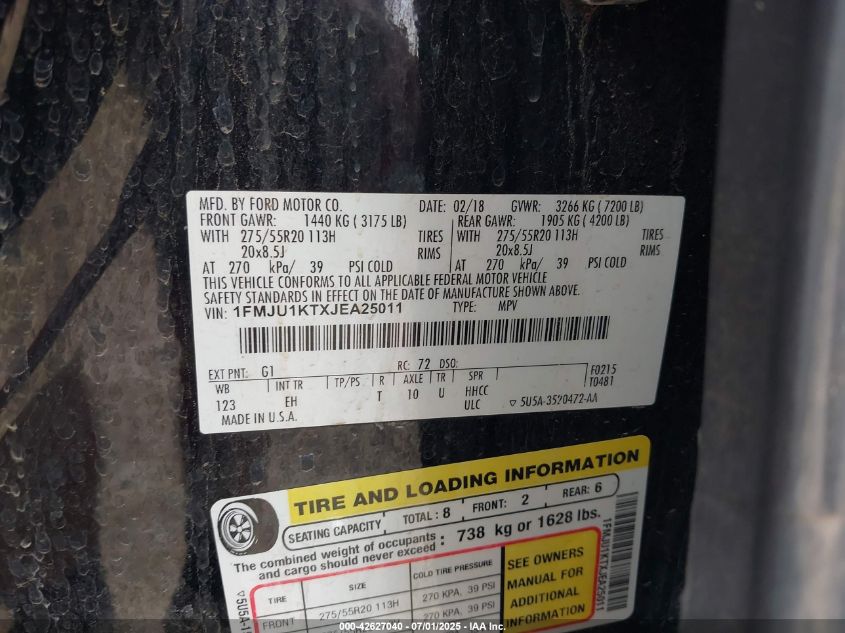 MFD. BY FORD MOTOR CO. DATE: 02/18 GVWR: 3266 KG ( 7200 LB)
FRONT GAWR: 1440 KG ( 3175 LB) REAR GAWR: 1905 KG ( 4200 LB)
WITH 275/55R20 113H TIRES WITH 275/55R20 113H TIRES
20x8.5J RIMS 20x8.5J RIMS
AT 270 kPa/ 39 PSI COLD AT 270 kPa/ 39 PSI COLD
THIS VEHICLE CONFORMS TO ALL APPLICABLE FEDERAL MOTOR VEHICLE
SAFETY STANDARDS IN EFFECT ON THE DATE OF MANUFACTURE SHOWN ABOVE.
VIN: 1FMJU1KTXJEA25011 TYPE: MPV
EXT PNT: G1 RC: 72 DSO: F0215
WB INT TR TP/PS R AXLE TR SPR T0481
123 EH T 10 U HHCC
ULC ▽ 5U5A-3520472-AA
MADE IN U.S.A.
TIRE AND LOADING INFORMATION
SEATING CAPACITY TOTAL: 8 FRONT: 2 REAR: 6
The combined weight of occupants and cargo should never exceed : 738 kg or 1628 lbs.
TIRE SIZE COLD TIRE PRESSURE
FRONT 275/55R20 113H 270 KPA, 39 PSI
SEE OWNERS
MANUAL FOR
ADDITIONAL
INFORMATION
1FMJU1KTXJEA25011
000-42627040 - 07/01/2025 - IAAI.COM